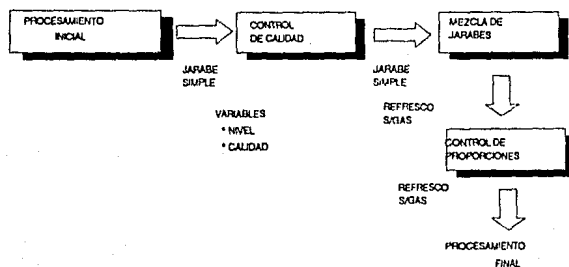 PROCESAMIENTO
INICIAL
CONTROL
DE CALIDAD
MEZCLA DE
JARABES
JARABE
SIMPLE
JARABE
SIMPLE
REFRESCO
S/GAS
VARIABLES
* NIVEL
* CALIDAD
CONTROL DE
PROPORCIONES
REFRESCO
S/GAS
PROCESAMIENTO
FINAL